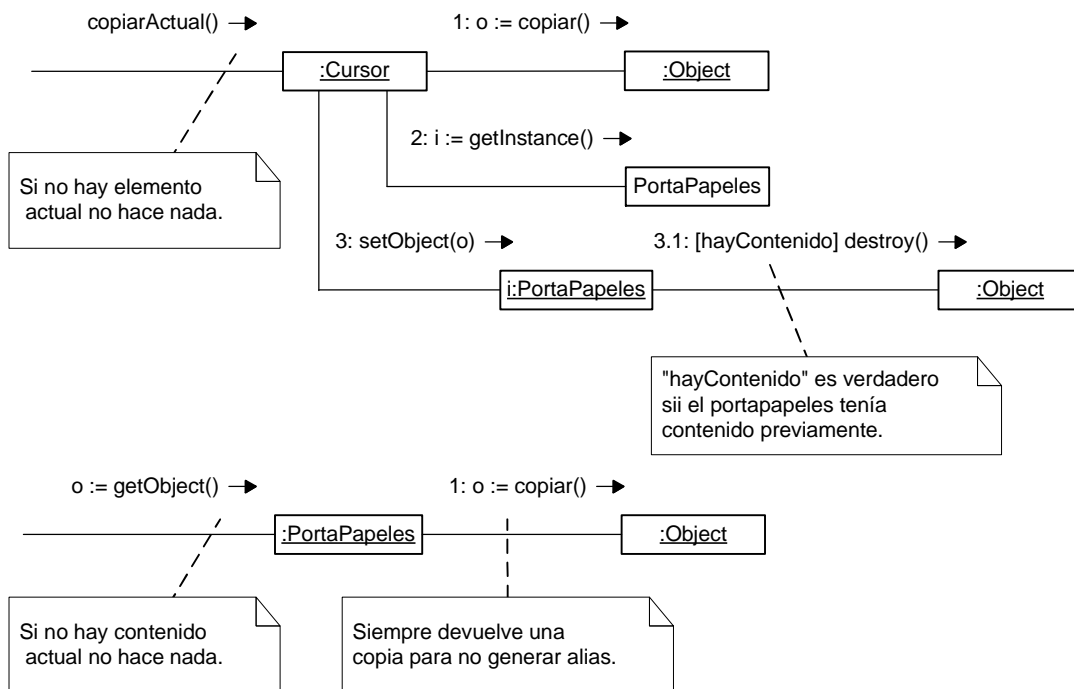 copiarActual()
1: o := copiar()
:Cursor
:Object
2: i := getInstance()
Si no hay elemento
actual no hace nada.
PortaPapeles
3: setObject(o)
3.1: [hayContenido] destroy()
i:PortaPapeles
:Object
"hayContenido" es verdadero
sii el portapapeles tenía
contenido previamente.
o := getObject()
1: o := copiar()
:PortaPapeles
:Object
Si no hay contenido
actual no hace nada.
Siempre devuelve una
copia para no generar alias.